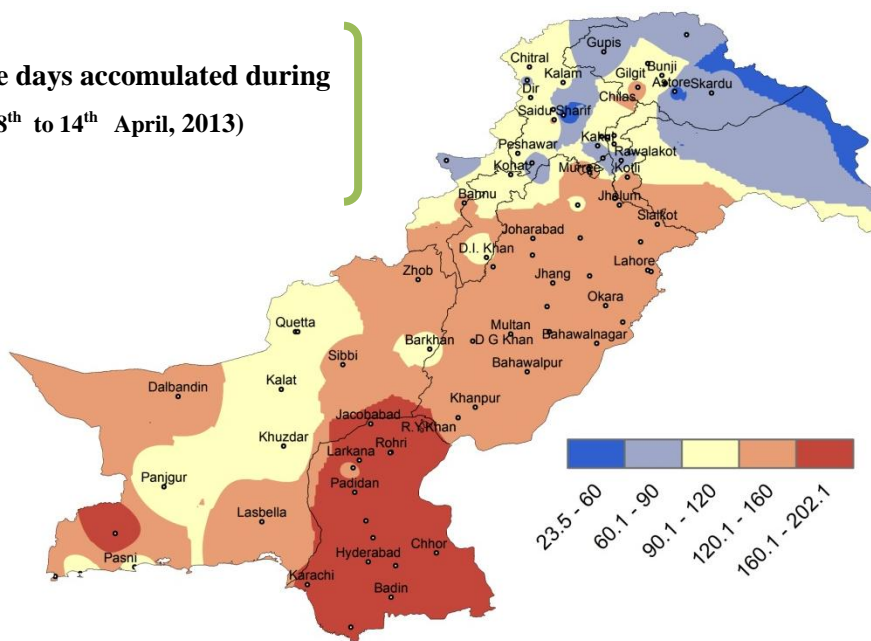 e days accomulated during
8th to 14th April, 2013)
Gupis
Chitral
Bunji
Kalam
Gilgit
Astore
Skardu
Dir
Chilas
Saidu Sharif
Kakul
Peshawar
Rawalakot
Kohat
Murree
Kotli
Bannu
Jhalum
Sialkot
Joharabad
D.I. Khan
Lahore
Zhob
Jhang
Okara
Quetta
Multan
Bahawalnagar
Barkhan
D G Khan
Sibbi
Bahawalpur
Dalbandin
Kalat
Khanpur
Jacobabad
R.Y.Khan
Khuzdar
Rohri
Larkana
Panjgur
Padidan
Lasbella
Hyderabad
Chhor
Pasni
Karachi
Badin
23.5 - 60
60.1 - 90
90.1 - 120
120.1 - 160
160.1 - 202.1